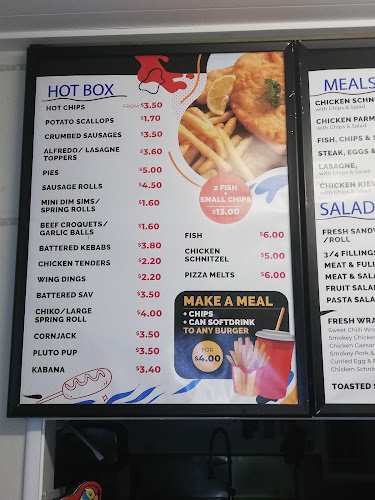 HOT BOX
HOT CHIPS FROM $3.50
POTATO SCALLOPS $1.70
CRUMBED SAUSAGES $3.50
ALFREDO/ LASAGNE
TOPPERS $3.60
PIES $5.00
SAUSAGE ROLLS $4.50
MINI DIM SIMS/
SPRING ROLLS $1.60
BEEF CROQUETS/
GARLIC BALLS $1.60
BATTERED KEBABS $3.80
CHICKEN TENDERS $2.20
WING DINGS $2.20
BATTERED SAV $3.50
CHIKO/LARGE
SPRING ROLL $4.00
CORNJACK $3.50
PLUTO PUP $3.50
KABANA $3.40
2 FISH
+
SMALL CHIPS
$13.00
FISH $6.00
CHICKEN
SCHNITZEL $5.00
PIZZA MELTS $6.00
MAKE A MEAL
• CHIPS
• CAN SOFTDRINK
TO ANY BURGER
FOR
$4.00
MEALS
CHICKEN SCHN
with Chips & Salad
CHICKEN PARM
with Chips & Salad
FISH, CHIPS & S
STEAK, EGGS &
LASAGNE,
with Chips & Salad
CHICKEN KIEV
with Chips & Salad
SALAD
FRESH SANDW
/ROLL
3/4 FILLINGS
MEAT & FULL
MEAT & SALA
FRUIT SALAD
PASTA SALA
FRESH WRA
Sweet Chilli Wra
Smokey Chicke
Chicken Caesar
Smokey Pork &
Curried Egg &
Chicken Schni
TOASTED S